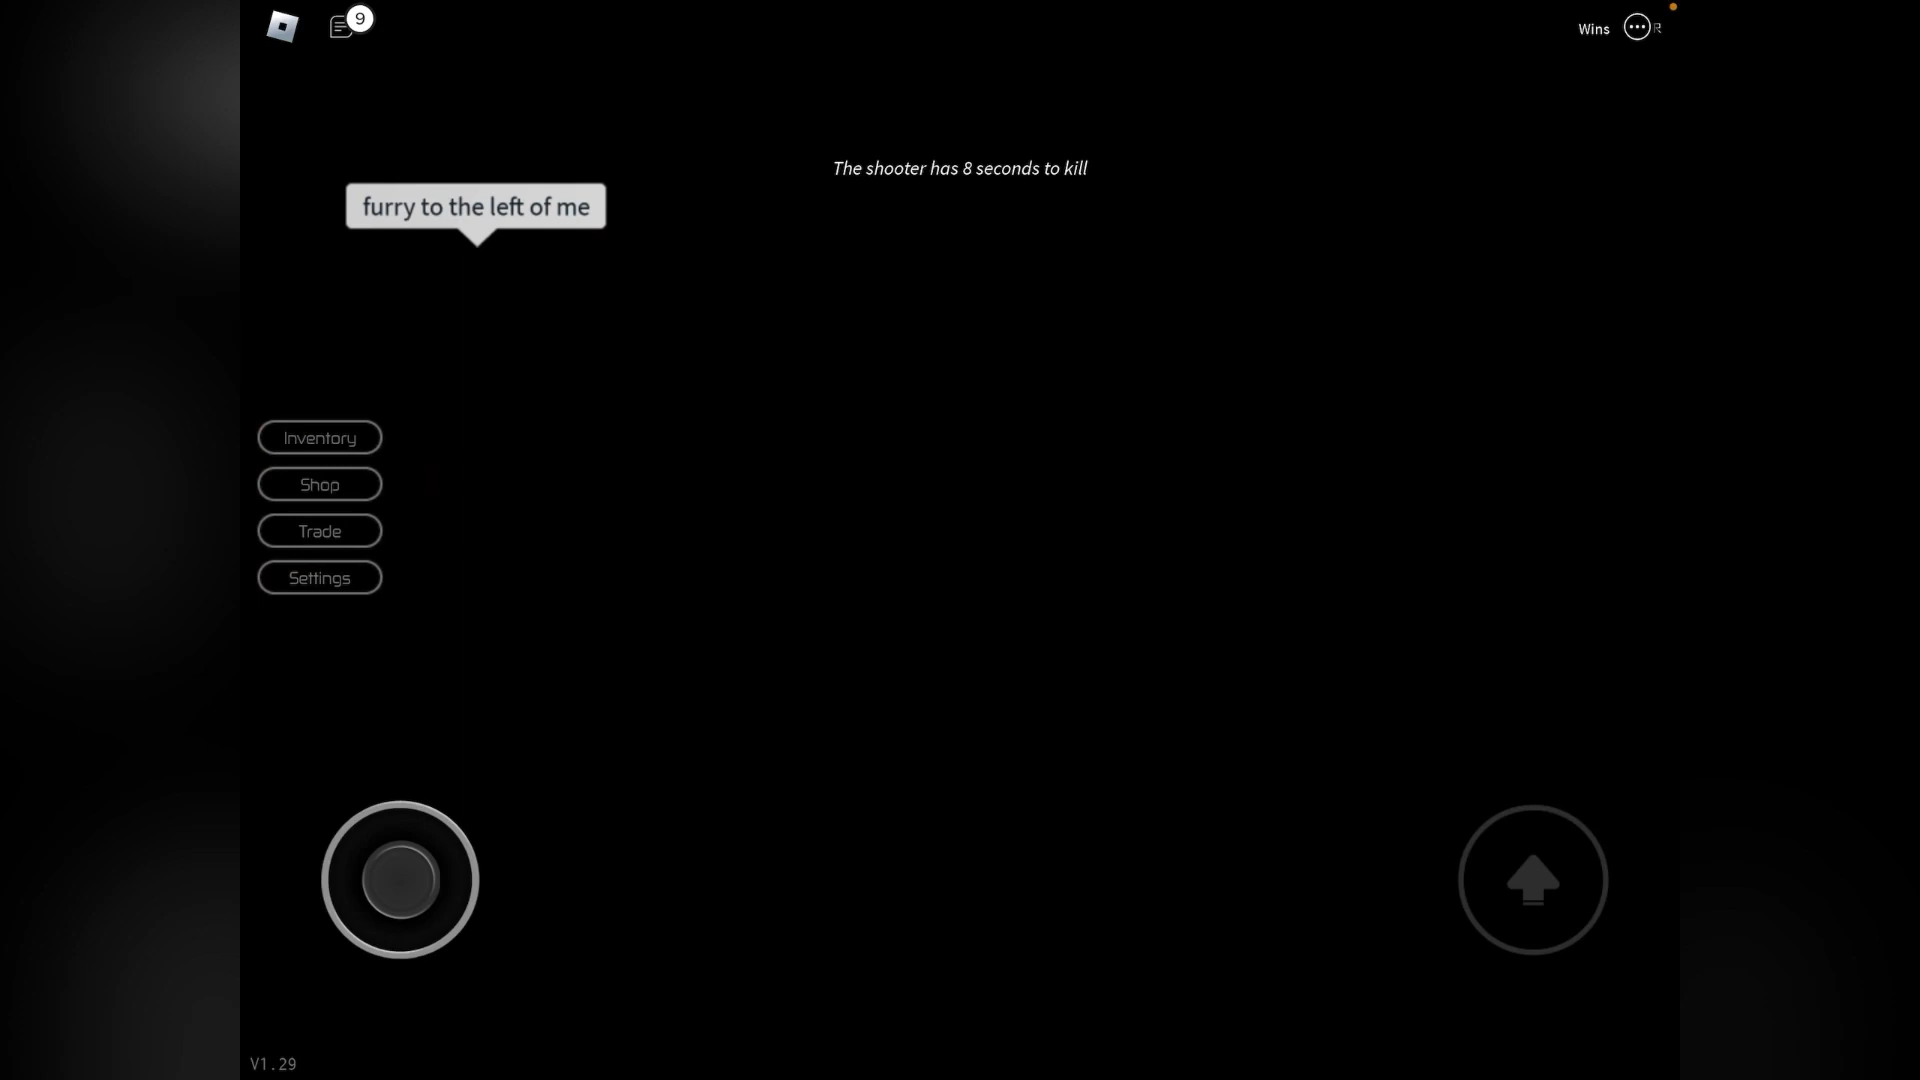 9
Wins
R
The shooter has 8 seconds to kill
furry to the left of me
Inventory
Shop
Trade
Settings
V1.29